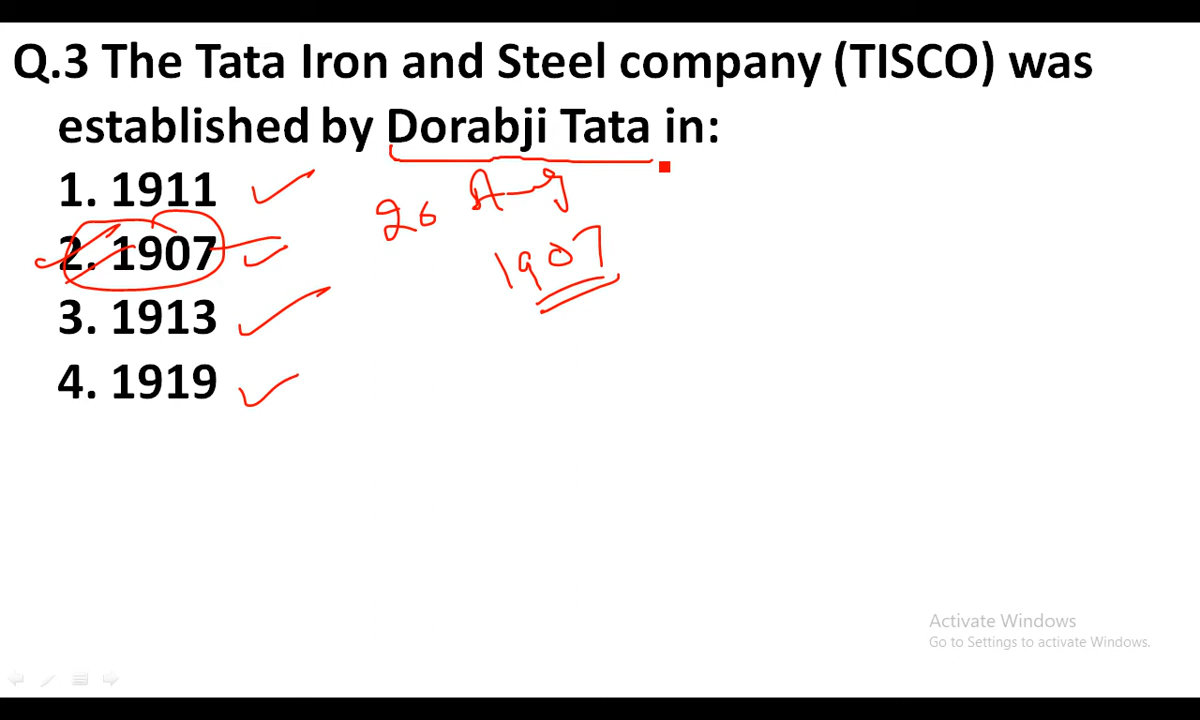 Q.3 The Tata Iron and Steel company (TISCO) was
established by Dorabji Tata in:
1. 1911
26 Aug
2. 1907
1907
3. 1913
4. 1919
Activate Windows
Go to Settings to activate Windows.